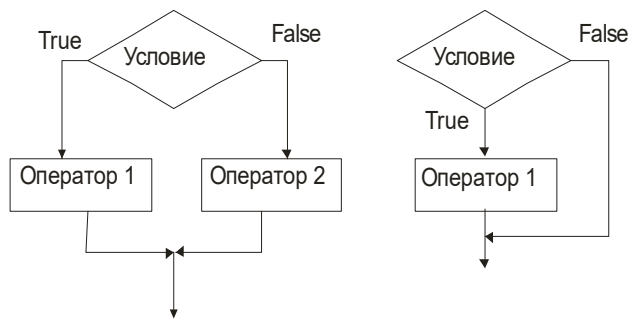 True
Условие
False
Оператор 1
Оператор 2
Условие
False
True
Оператор 1